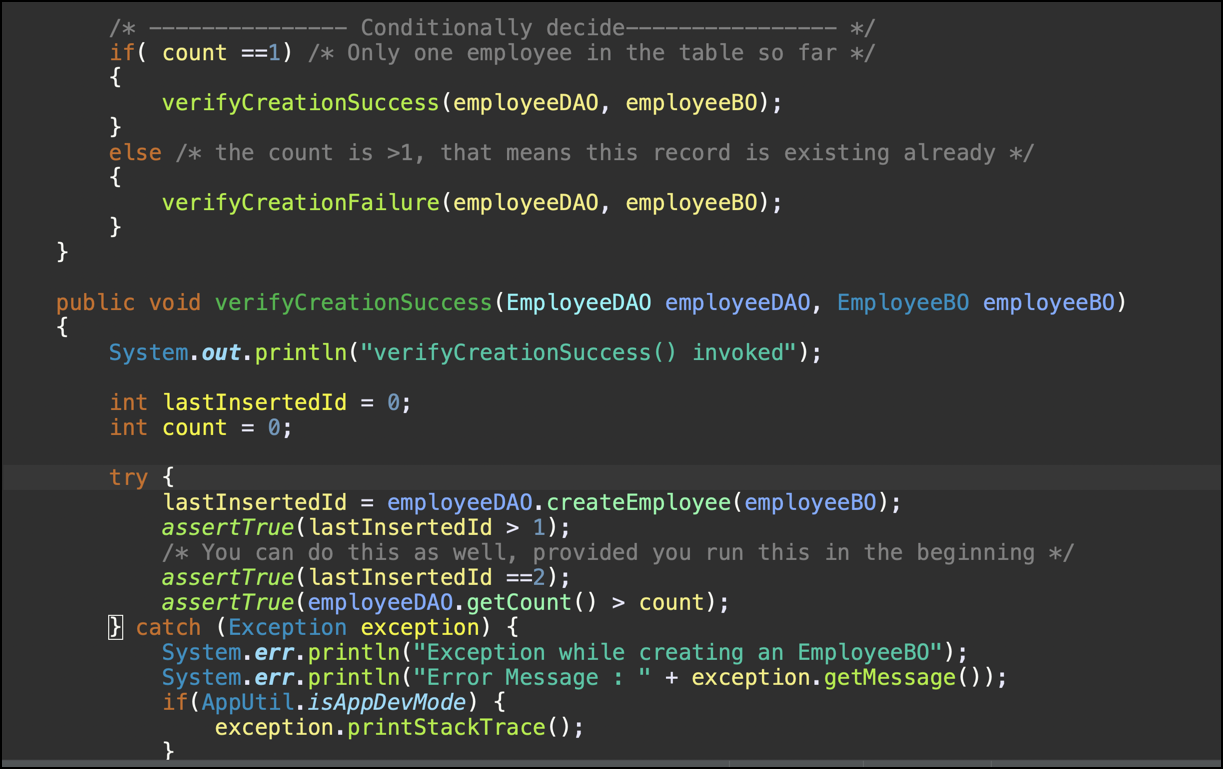 /* --------------- Conditionally decide---------------- */
if( count ==1) /* Only one employee in the table so far */
{
verifyCreationSuccess(employeeDAO, employeeBO);
}
else /* the count is >1, that means this record is existing already */
{
verifyCreationFailure(employeeDAO, employeeBO);
}
}
public void verifyCreationSuccess(EmployeeDAO employeeDAO, EmployeeBO employeeBO)
{
System.out.println("verifyCreationSuccess() invoked");
int lastInsertedId = 0;
int count = 0;
try {
lastInsertedId = employeeDAO.createEmployee(employeeBO);
assertTrue(lastInsertedId > 1);
/* You can do this as well, provided you run this in the beginning */
assertTrue(lastInsertedId ==2);
assertTrue(employeeDAO.getCount() > count);
} catch (Exception exception) {
System.err.println("Exception while creating an EmployeeBO");
System.err.println("Error Message : " + exception.getMessage());
if(AppUtil.isAppDevMode) {
exception.printStackTrace();
}